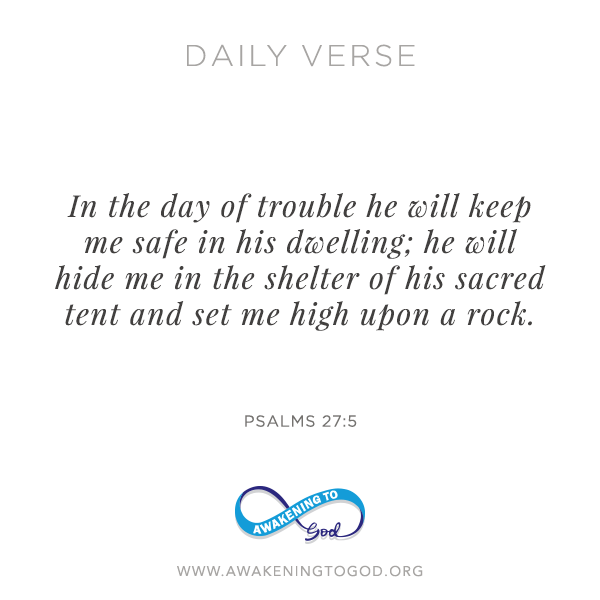 DAILY VERSE
In the day of trouble he will keep
me safe in his dwelling; he will
hide me in the shelter of his sacred
tent and set me high upon a rock.
PSALMS 27:5
AWAKENING TO
God
WWW.AWAKENINGTOGOD.ORG